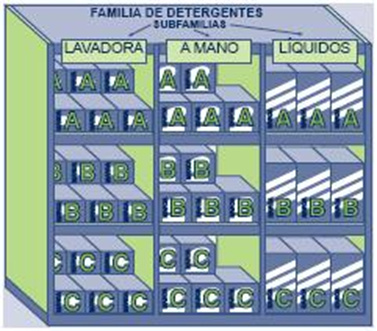 FAMILIA DE DETERGENTES
SUBFAMILIAS
LAVADORA A MANO LÍQUIDOS
A A A A A
A A A A A A A A A
B B B B B
B B B B B B B B B
C C C C C
C C C C C C C C C